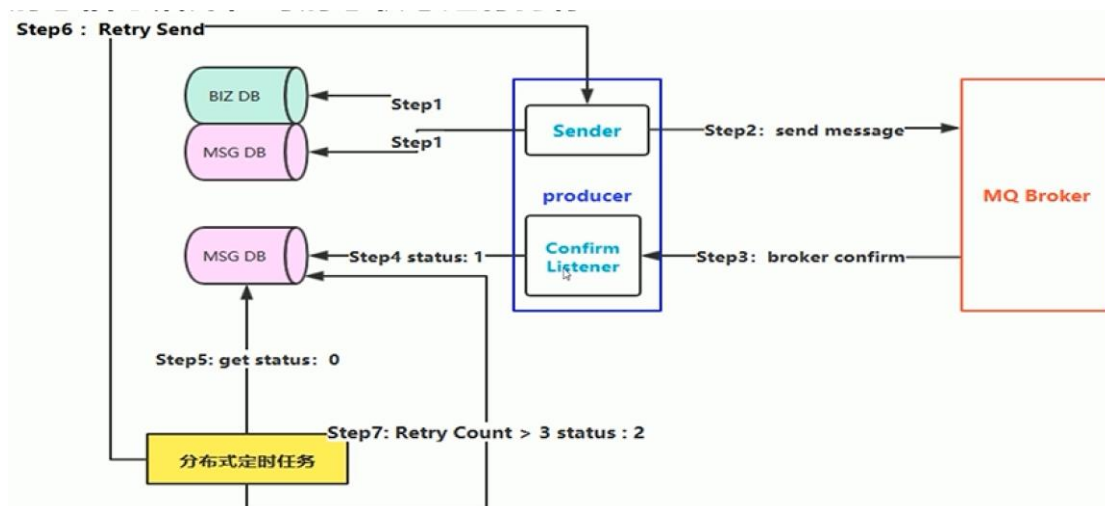 Step6： Retry Send
BIZ DB
Step1
Sender
Step2： send message
MSG DB
Step1
producer
MQ Broker
MSG DB
Step4 status: 1
Confirm
Listener
Step3： broker confirm
Step5: get status： 0
Step7: Retry Count > 3 status : 2
分布式定时任务